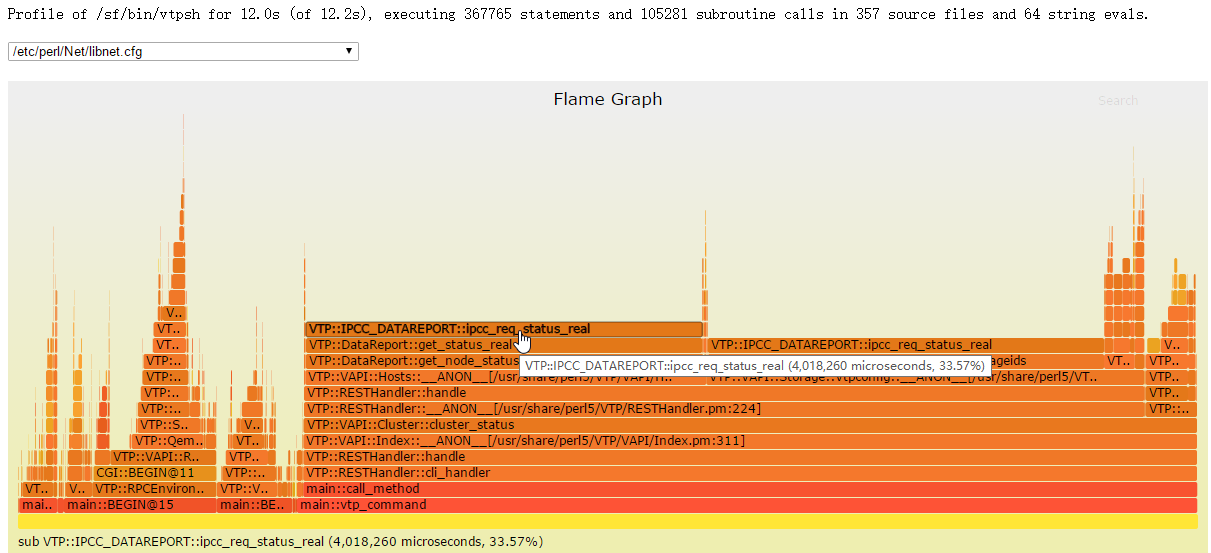 Profile of /sf/bin/vtpsh for 12.0s (of 12.2s), executing 367765 statements and 105281 subroutine calls in 357 source files and 64 string evals.
/etc/perl/Net/libnet.cfg
Flame Graph
Search
V..
VT..
VTP::IPCC_DATAREPORT::ipcc_req_status_real
VT..
VTP::DataReport::get_status_real
VTP::IPCC_DATAREPORT::ipcc_req_status_real
V..
VTP::..
VTP::DataReport::get_node_status
VTP::IPCC_DATAREPORT::ipcc_req_status_real (4,018,260 microseconds, 33.57%)
ageids
VT..
VTP..
VTP::..
VTP::VAPI::Hosts::__ANON__[/usr/share/perl5/VTP/VAPI/H..
VTP::VAPI::Storage::Vtpconfig::__ANON__[/usr/share/perl5/VT..
VTP..
VTP::..
VTP::RESTHandler::handle
VTP..
VTP::..
VTP::RESTHandler::__ANON__[/usr/share/perl5/VTP/RESTHandler.pm:224]
VTP::..
VTP::S..
V..
VTP::VAPI::Cluster::cluster_status
VTP::Qem..
VT..
VTP::VAPI::Index::__ANON__[/usr/share/perl5/VTP/VAPI/Index.pm:311]
VTP::VAPI::R..
VTP..
VTP::RESTHandler::handle
CGI::BEGIN@11
VTP::..
VTP::RESTHandler::cli_handler
VT..
V..
VTP::RPCEnviron..
VTP::V..
main::call_method
mai..
main::BEGIN@15
main::BE..
main::vtp_command
sub VTP::IPCC_DATAREPORT::ipcc_req_status_real (4,018,260 microseconds, 33.57%)